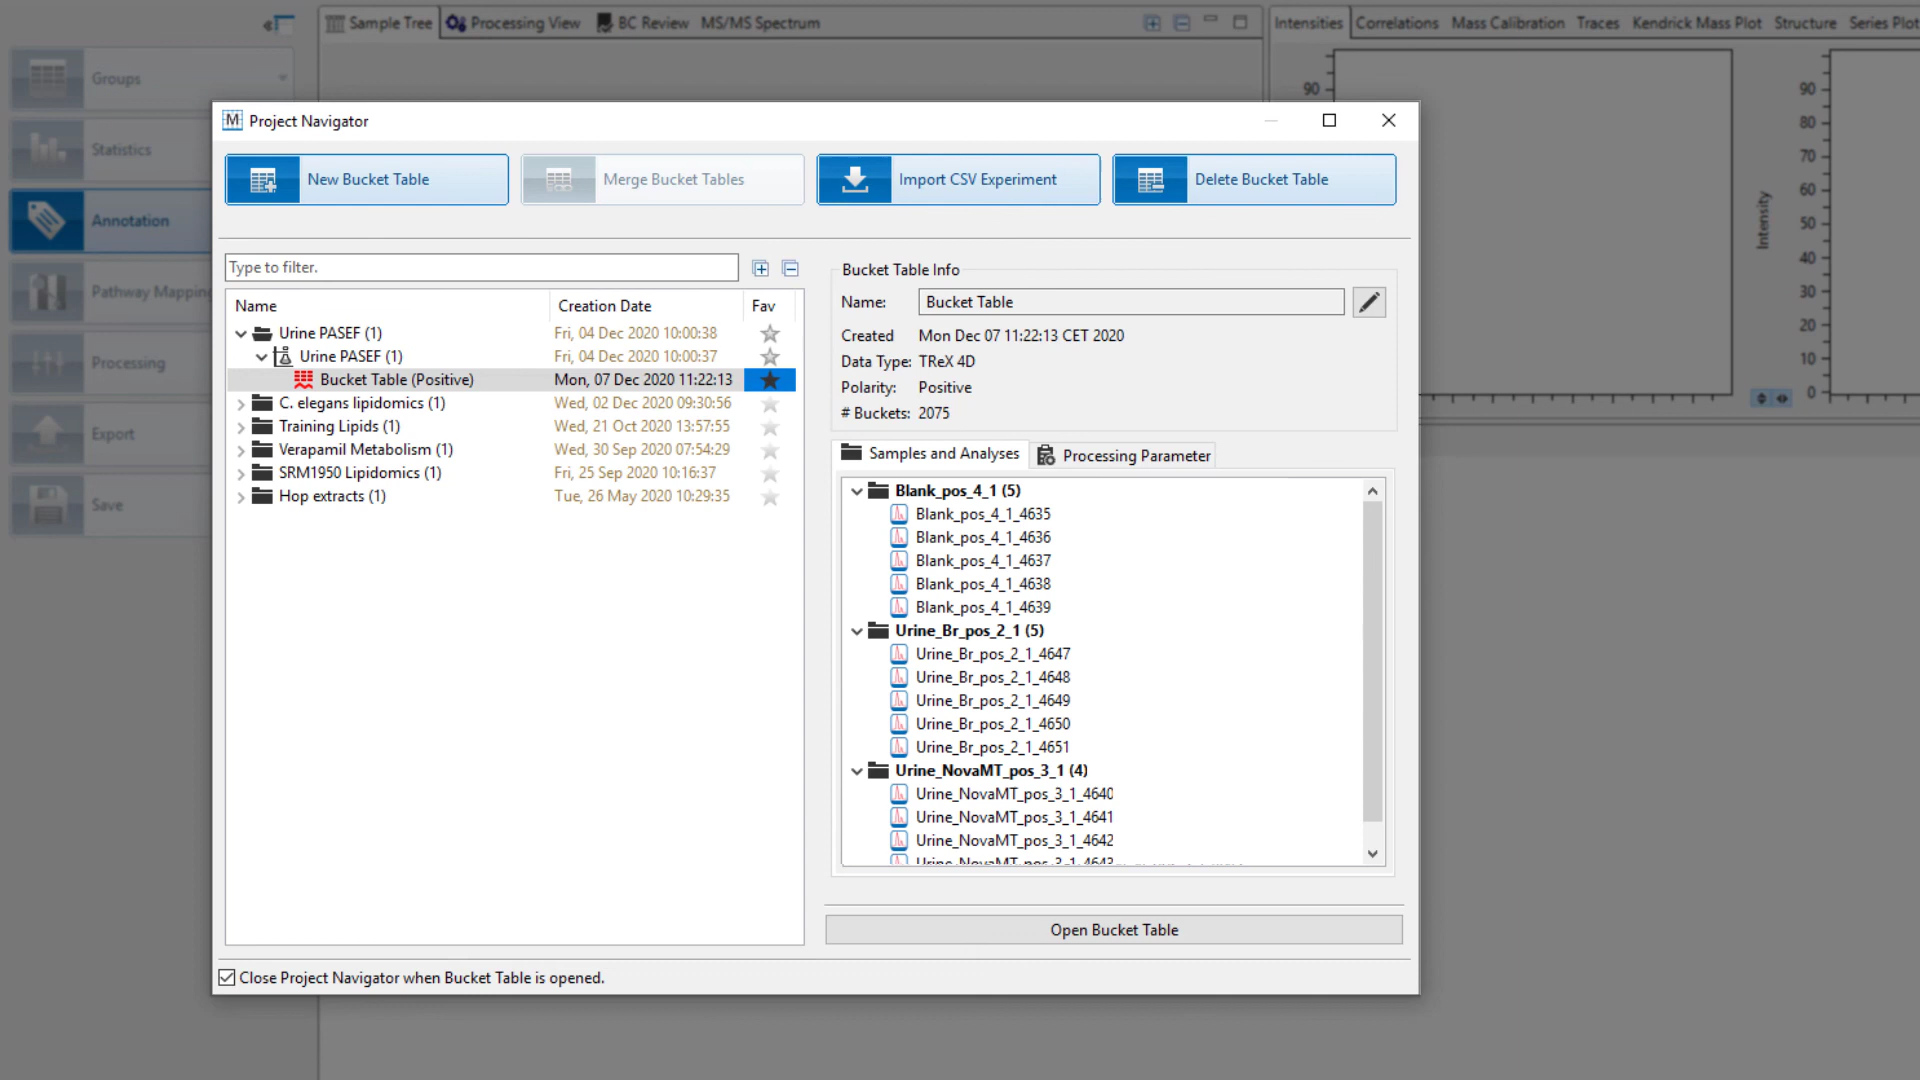 Sample Tree
Processing View
BC Review
MS/MS Spectrum
Intensities
Correlations
Mass Calibration
Traces
Kendrick Mass Plot
Structure
Series Plot
Groups
Statistics
Annotation
Pathway Mapping
Processing
Export
Save
90
Intensity
90
80
70
60
50
40
30
20
10
0
M Project Navigator
New Bucket Table
Merge Bucket Tables
Import CSV Experiment
Delete Bucket Table
Type to filter.
Name Creation Date Fav
Urine PASEF (1) Fri, 04 Dec 2020 10:00:38
Urine PASEF (1) Fri, 04 Dec 2020 10:00:37
Bucket Table (Positive) Mon, 07 Dec 2020 11:22:13
C. elegans lipidomics (1) Wed, 02 Dec 2020 09:30:56
Training Lipids (1) Wed, 21 Oct 2020 13:57:55
Verapamil Metabolism (1) Wed, 30 Sep 2020 07:54:29
SRM1950 Lipidomics (1) Fri, 25 Sep 2020 10:16:37
Hop extracts (1) Tue, 26 May 2020 10:29:35
Bucket Table Info
Name: Bucket Table
Created Mon Dec 07 11:22:13 CET 2020
Data Type: TReX 4D
Polarity: Positive
# Buckets: 2075
Samples and Analyses
Processing Parameter
Blank_pos_4_1 (5)
Blank_pos_4_1_4635
Blank_pos_4_1_4636
Blank_pos_4_1_4637
Blank_pos_4_1_4638
Blank_pos_4_1_4639
Urine_Br_pos_2_1 (5)
Urine_Br_pos_2_1_4647
Urine_Br_pos_2_1_4648
Urine_Br_pos_2_1_4649
Urine_Br_pos_2_1_4650
Urine_Br_pos_2_1_4651
Urine_NovaMT_pos_3_1 (4)
Urine_NovaMT_pos_3_1_4640
Urine_NovaMT_pos_3_1_4641
Urine_NovaMT_pos_3_1_4642
Urine_NovaMT_pos_3_1_4643
Open Bucket Table
Close Project Navigator when Bucket Table is opened.